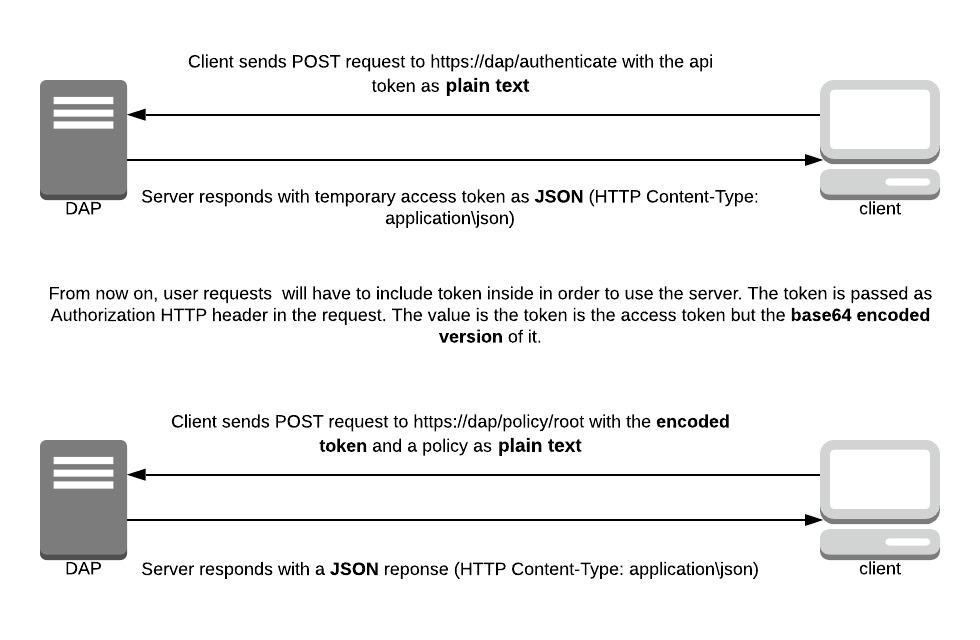 Client sends POST request to https://dap/authenticate with the api
token as plain text
Server responds with temporary access token as JSON (HTTP Content-Type:
application\json)
DAP
client
From now on, user requests  will have to include token inside in order to use the server. The token is passed as
Authorization HTTP header in the request. The value is the token is the access token but the base64 encoded
version of it.
Client sends POST request to https://dap/policy/root with the encoded
token and a policy as plain text
DAP
Server responds with a JSON reponse (HTTP Content-Type: application\json)
client